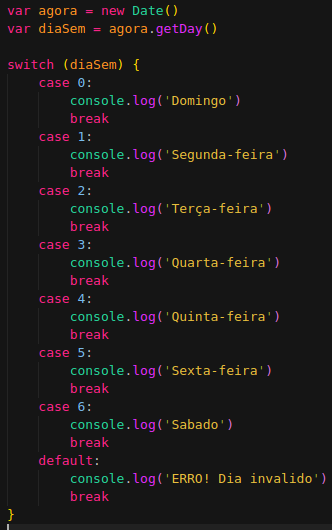 var agora = new Date()
var diaSem = agora.getDay()

switch (diaSem) {
    case 0:
        console.log('Domingo')
        break
    case 1:
        console.log('Segunda-feira')
        break
    case 2:
        console.log('Terça-feira')
        break
    case 3:
        console.log('Quarta-feira')
        break
    case 4:
        console.log('Quinta-feira')
        break
    case 5:
        console.log('Sexta-feira')
        break
    case 6:
        console.log('Sabado')
        break
    default:
        console.log('ERRO! Dia invalido')
        break
}